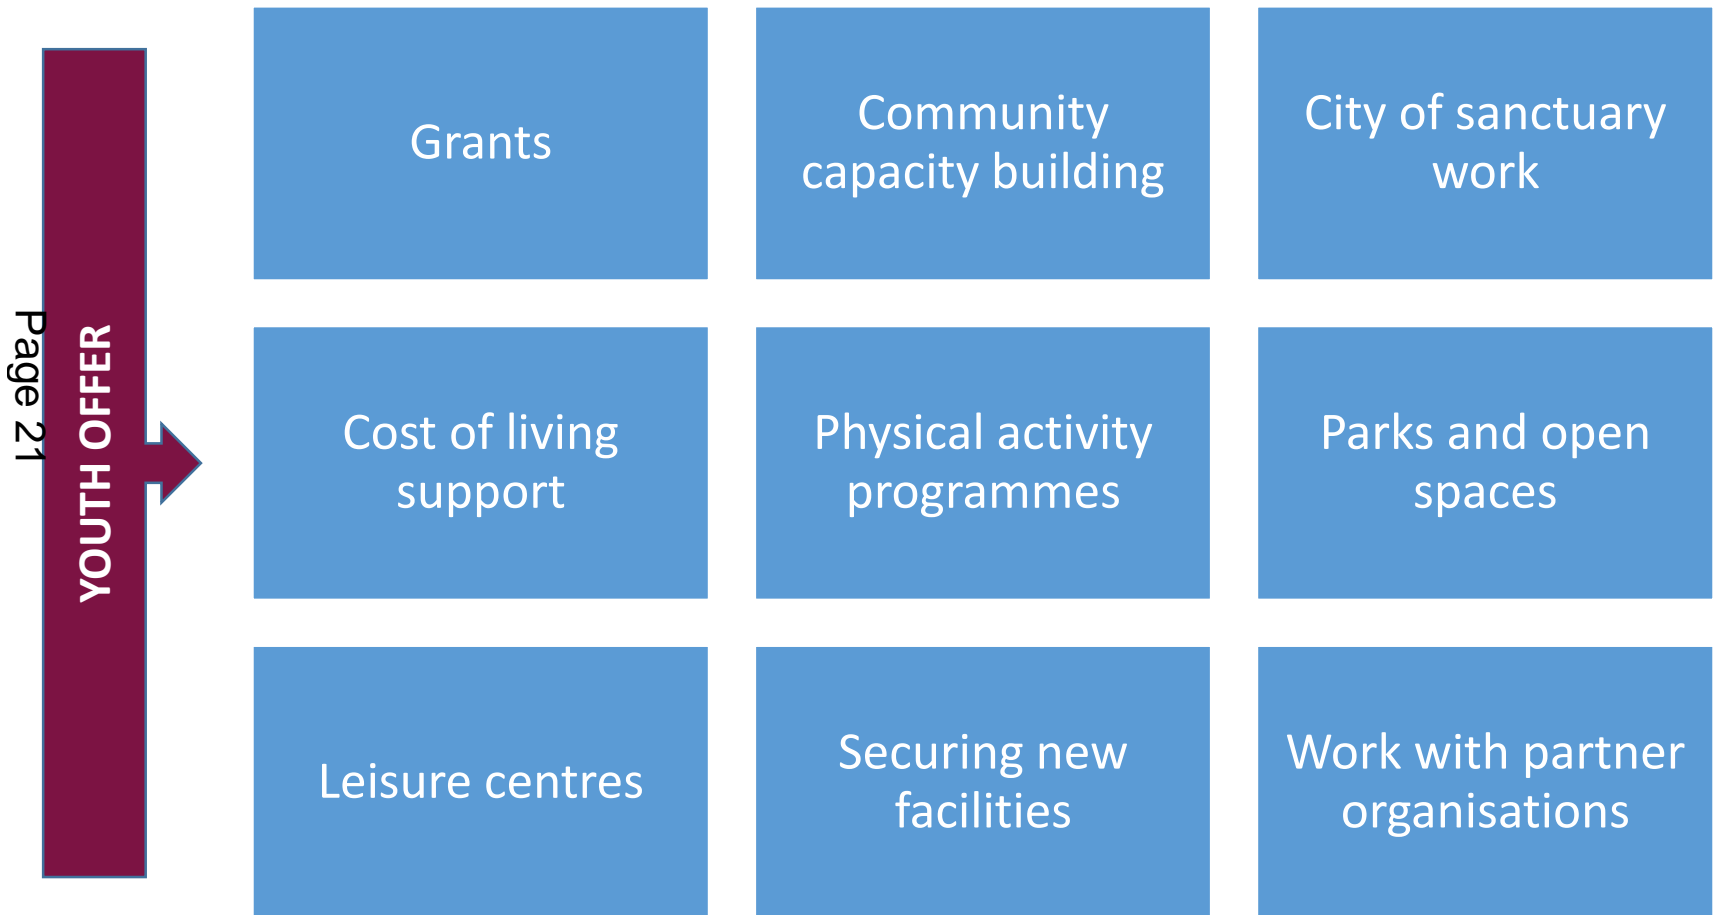 Page 21
YOUTH OFFER
Grants
Community
capacity building
City of sanctuary
work
Cost of living
support
Physical activity
programmes
Parks and open
spaces
Leisure centres
Securing new
facilities
Work with partner
organisations